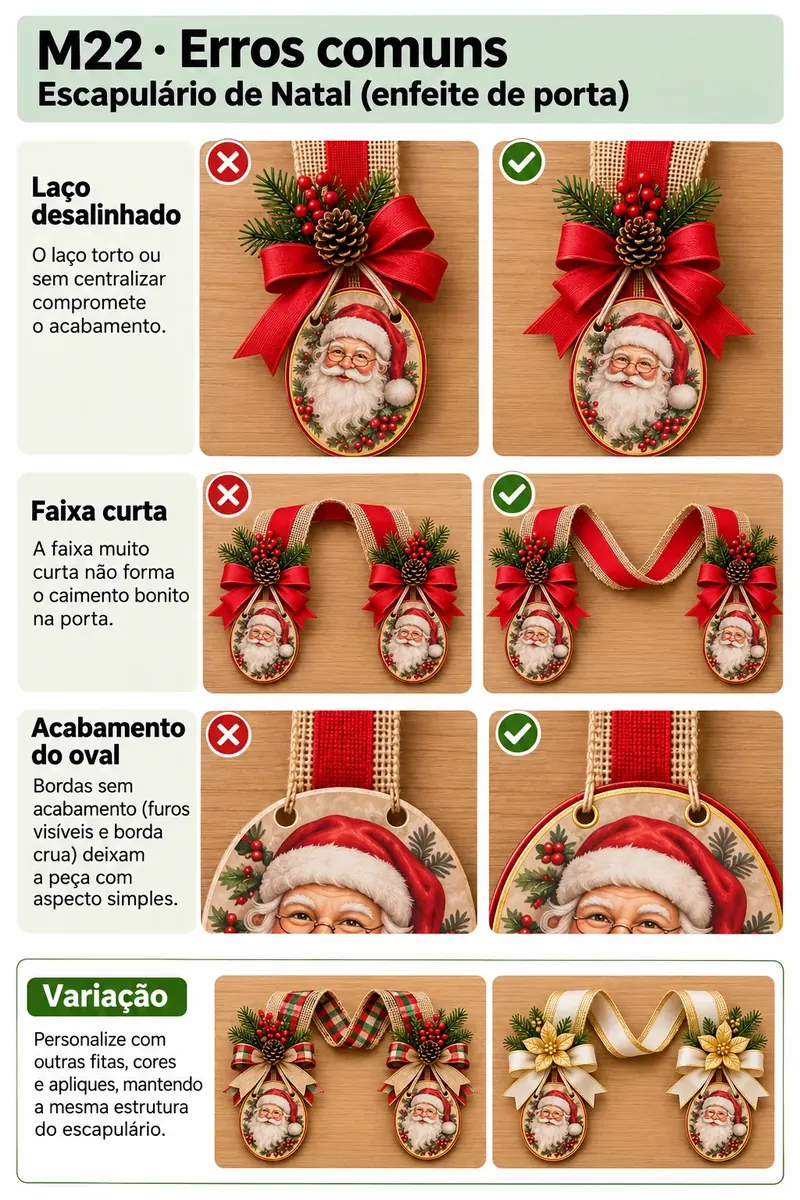 M22 · Erros comuns
Escapulário de Natal (enfeite de porta)
Laço
desalinhado
O laço torto ou
sem centralizar
compromete
o acabamento.
Faixa curta
A faixa muito
curta não forma
o caimento bonito
na porta.
Acabamento
do oval
Bordas sem
acabamento (furos
visíveis e borda
crua) deixam
a peça com
aspecto simples.
Variação
Personalize com
outras fitas, cores
e apliques, mantendo
a mesma estrutura
do escapulário.